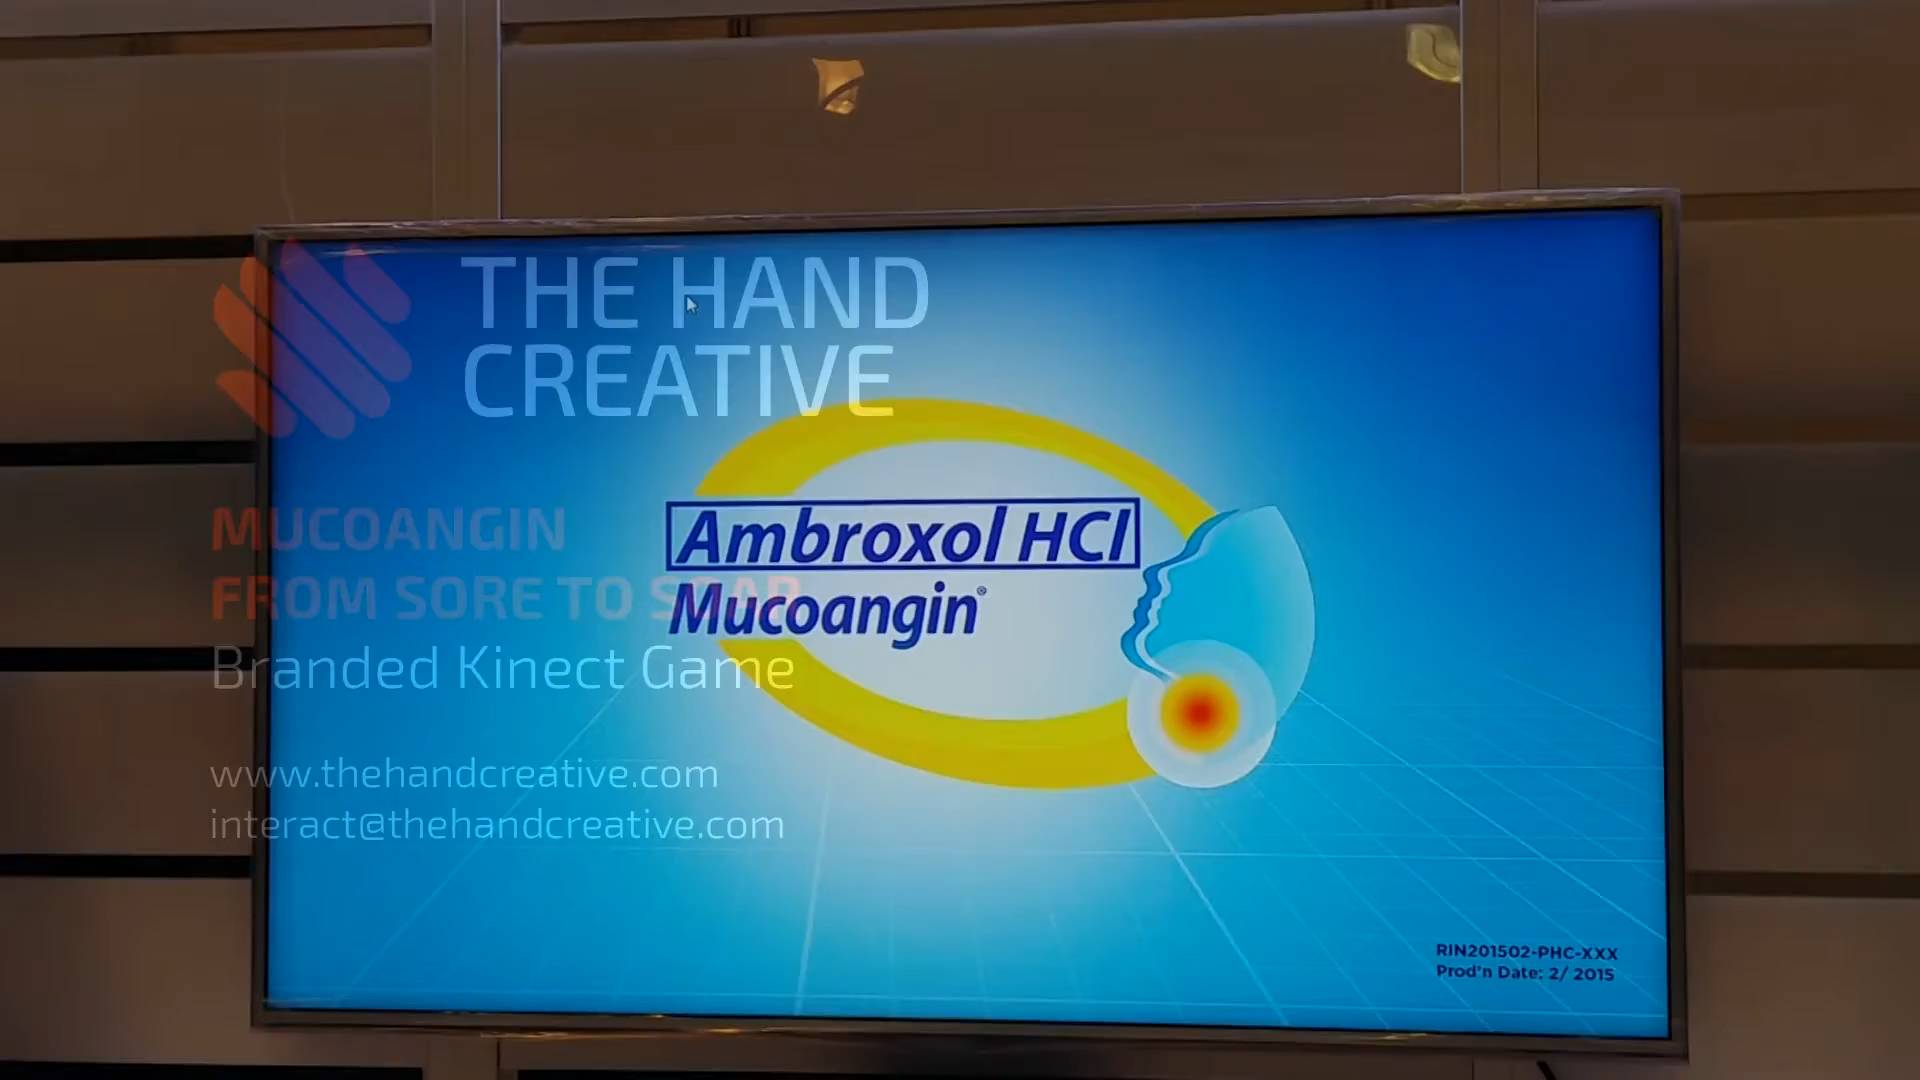 THE HAND
CREATIVE
MUCOANGIN
FROM SORE TO SOAR
Branded Kinect Game
www.thehandcreative.com
interact@thehandcreative.com
Ambroxol HCl
Mucoangin®
RIN201502-PHC-XXX
Prod'n Date: 2/ 2015